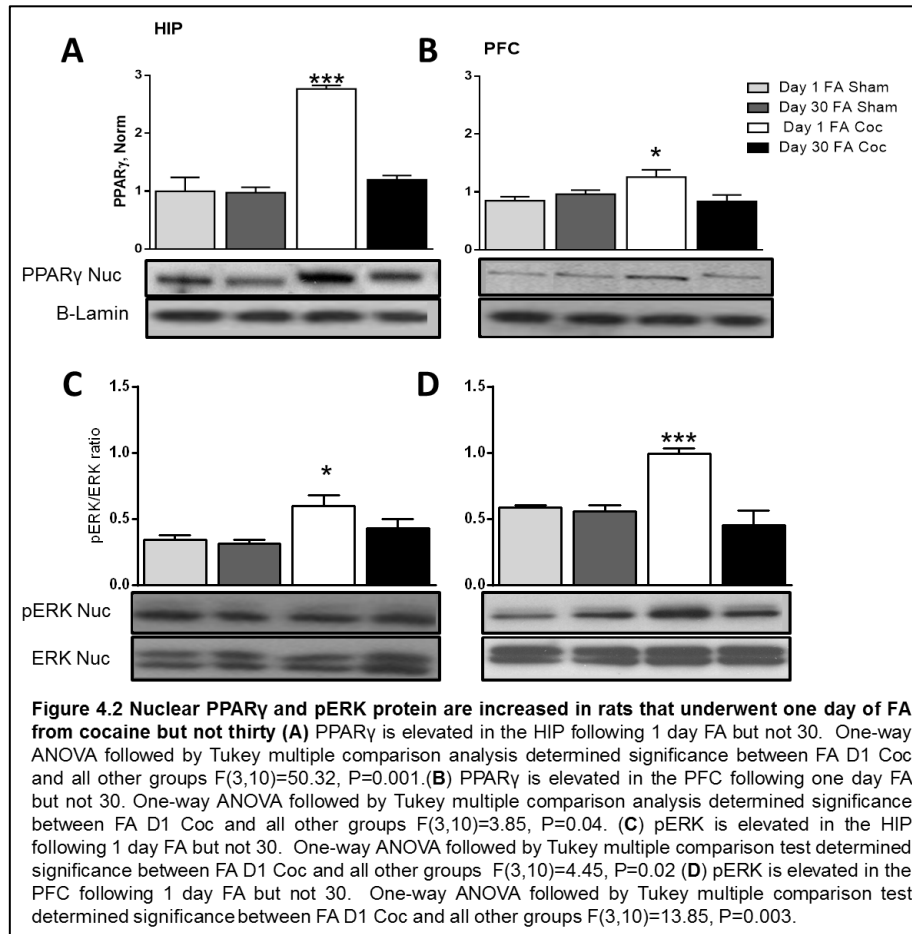 A
HIP
B
PFC
***
3
2
1
0
PPARγ, Norm
3
2
1
0
*
Day 1 FA Sham
Day 30 FA Sham
Day 1 FA Coc
Day 30 FA Coc
PPARγ Nuc
B-Lamin
C
D
1.5
1.0
0.5
0.0
pERK/ERK ratio
*
1.5
1.0
0.5
0.0
***
pERK Nuc
ERK Nuc
Figure 4.2 Nuclear PPARγ and pERK protein are increased in rats that underwent one day of FA
from cocaine but not thirty (A) PPARγ is elevated in the HIP following 1 day FA but not 30. One-way
ANOVA followed by Tukey multiple comparison analysis determined significance between FA D1 Coc
and all other groups F(3,10)=50.32, P=0.001.(B) PPARγ is elevated in the PFC following one day FA
but not 30. One-way ANOVA followed by Tukey multiple comparison analysis determined significance
between FA D1 Coc and all other groups F(3,10)=3.85, P=0.04. (C) pERK is elevated in the HIP
following 1 day FA but not 30. One-way ANOVA followed by Tukey multiple comparison test determined
significance between FA D1 Coc and all other groups F(3,10)=4.45, P=0.02 (D) pERK is elevated in the
PFC following 1 day FA but not 30. One-way ANOVA followed by Tukey multiple comparison test
determined significance between FA D1 Coc and all other groups F(3,10)=13.85, P=0.003.